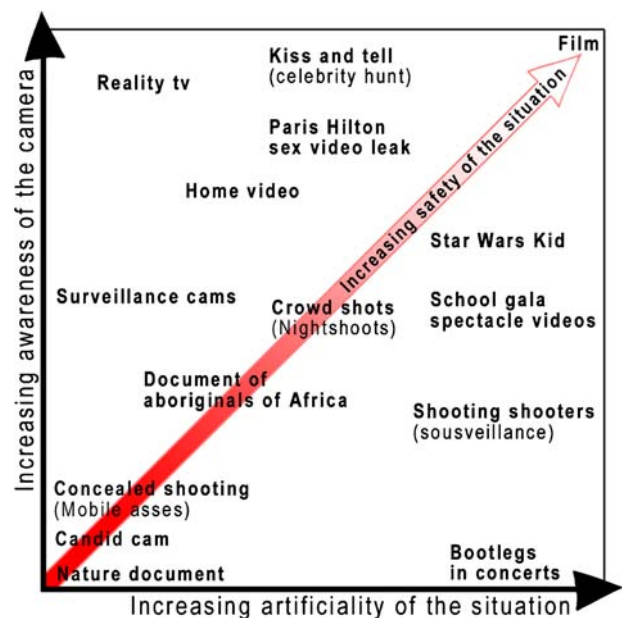 Film
Kiss and tell
(celebrity hunt)
Reality tv
Paris Hilton
sex video leak
Home video
Star Wars Kid
Surveillance cams
Crowd shots
(Nightshoots)
School gala
spectacle videos
Document of
aboriginals of Africa
Shooting shooters
(sousveillance)
Concealed shooting
(Mobile asses)
Candid cam
Nature document
Bootlegs
in concerts
Increasing safety of the situation
Increasing awareness of the camera
Increasing artificiality of the situation